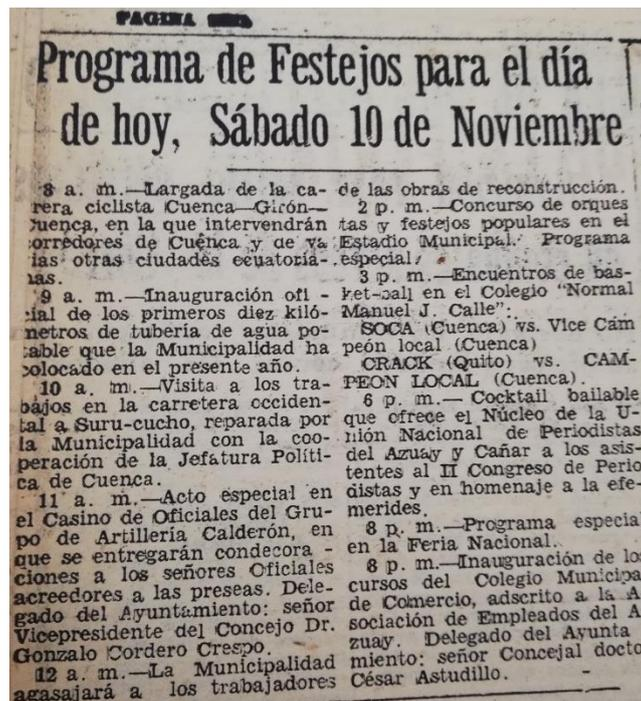 PAGINA
Programa de Festejos para el día
de hoy, Sábado 10 de Noviembre
8 a. m.—Largada de la ca-
rera ciclista Cuenca—Girón—
Cuenca, en la que intervendrán
orredores de Cuenca y de va
ias otras ciudades ecuatoria-
nas.
9 a. m.—Inauguración ofi -
cial de los primeros diez kiló-
metros de tubería de agua po-
table que la Municipalidad ha
colocado en el presente año.
10 a. m.—Visita a los tra-
bajos en la carretera occiden-
tal a Suru-cucho, reparada por
la Municipalidad con la coo-
peración de la Jefatura Políti-
ca de Cuenca.
11 a. m.—Acto especial en
el Casino de Oficiales del Gru-
po de Artillería Calderón, en
que se entregarán condecora -
ciones a los señores Oficiales
acreedores a las preseas. Dele-
gado del Ayuntamiento: señor
Vicepresidente del Concejo Dr.
Gonzalo Cordero Crespo.
12 a. m.—La Municipalidad
agasajará a los trabajadores
de las obras de reconstrucción.
2 p. m.—Concurso de orques
tas y festejos populares en el
Estadio Municipal. Programa
especial.
3 p. m.—Encuentros de bas-
ket-ball en el Colegio "Normal
Manuel J. Calle":
SOCA (Cuenca) vs. Vice Cam
peón local (Cuenca)
CRACK (Quito) vs. CAM-
PEON LOCAL (Cuenca).
6 p. m.—Cocktail bailable
que ofrece el Núcleo de la U-
nión Nacional de Periodistas
del Azuay y Cañar a los asis-
tentes al II Congreso de Perio
distas y en homenaje a la efe-
merides.
8 p. m.—Programa especial
en la Feria Nacional.
8 p. m.—Inauguración de los
cursos del Colegio Municipa
de Comercio, adscrito a la A
sociación de Empleados del A
zuay. Delegado del Ayunta
miento: señor Concejal docto
César Astudillo.